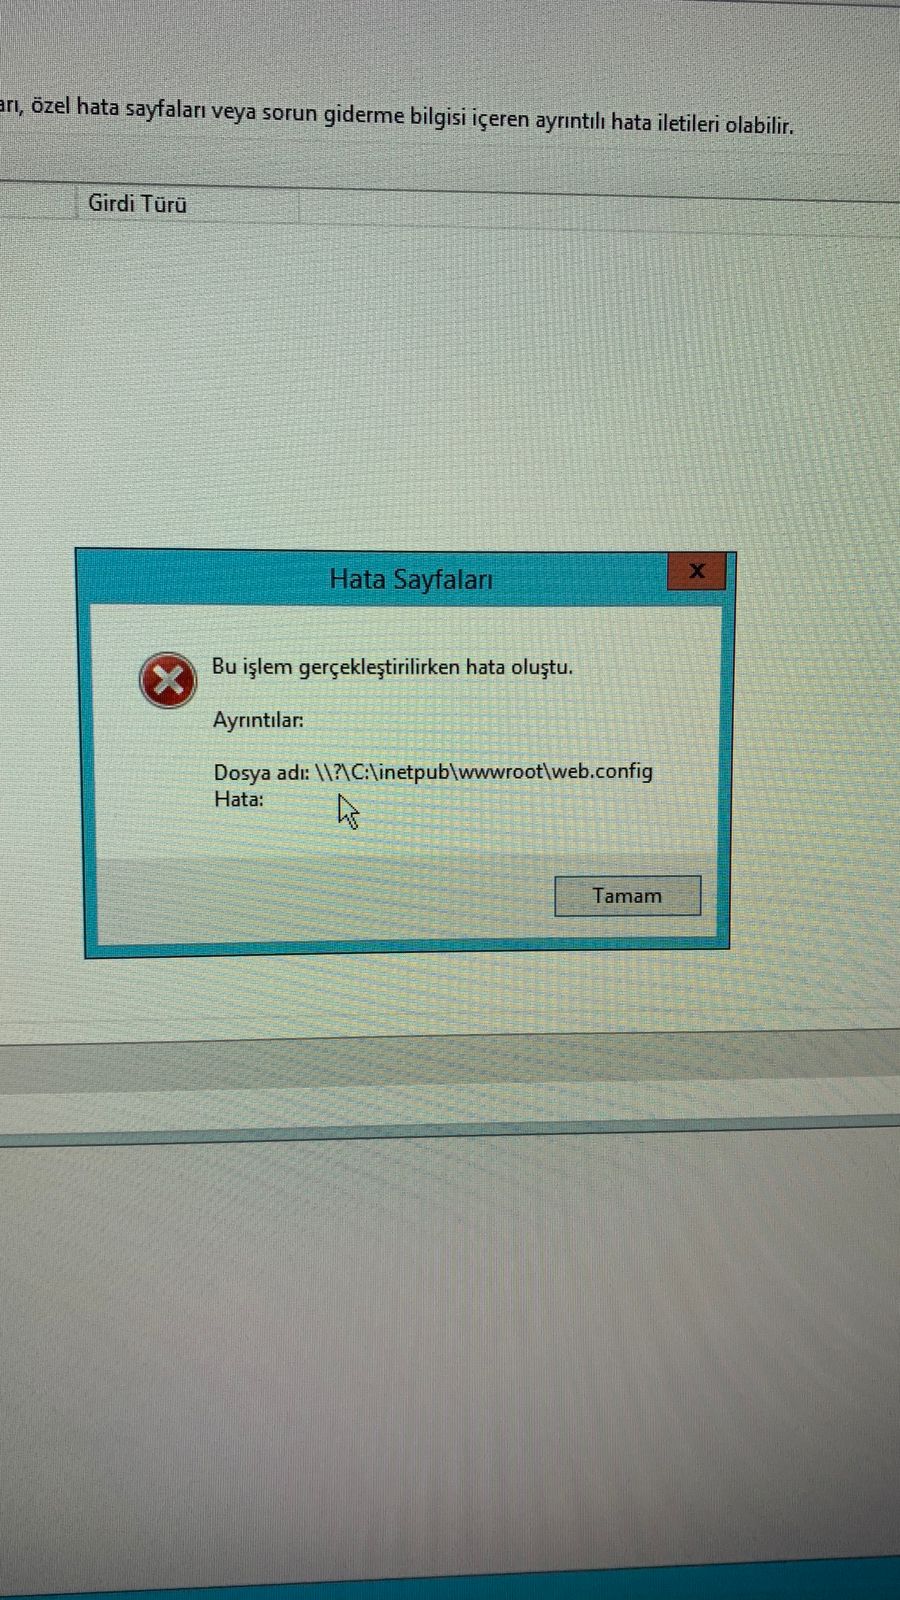 arı, özel hata sayfaları veya sorun giderme bilgisi içeren ayrıntılı hata iletileri olabilir.
Girdi Türü
Hata Sayfaları
X
Bu işlem gerçekleştirilirken hata oluştu.
Ayrıntılar:
Dosya adı: \\?\C:\inetpub\wwwroot\web.config
Hata:
Tamam